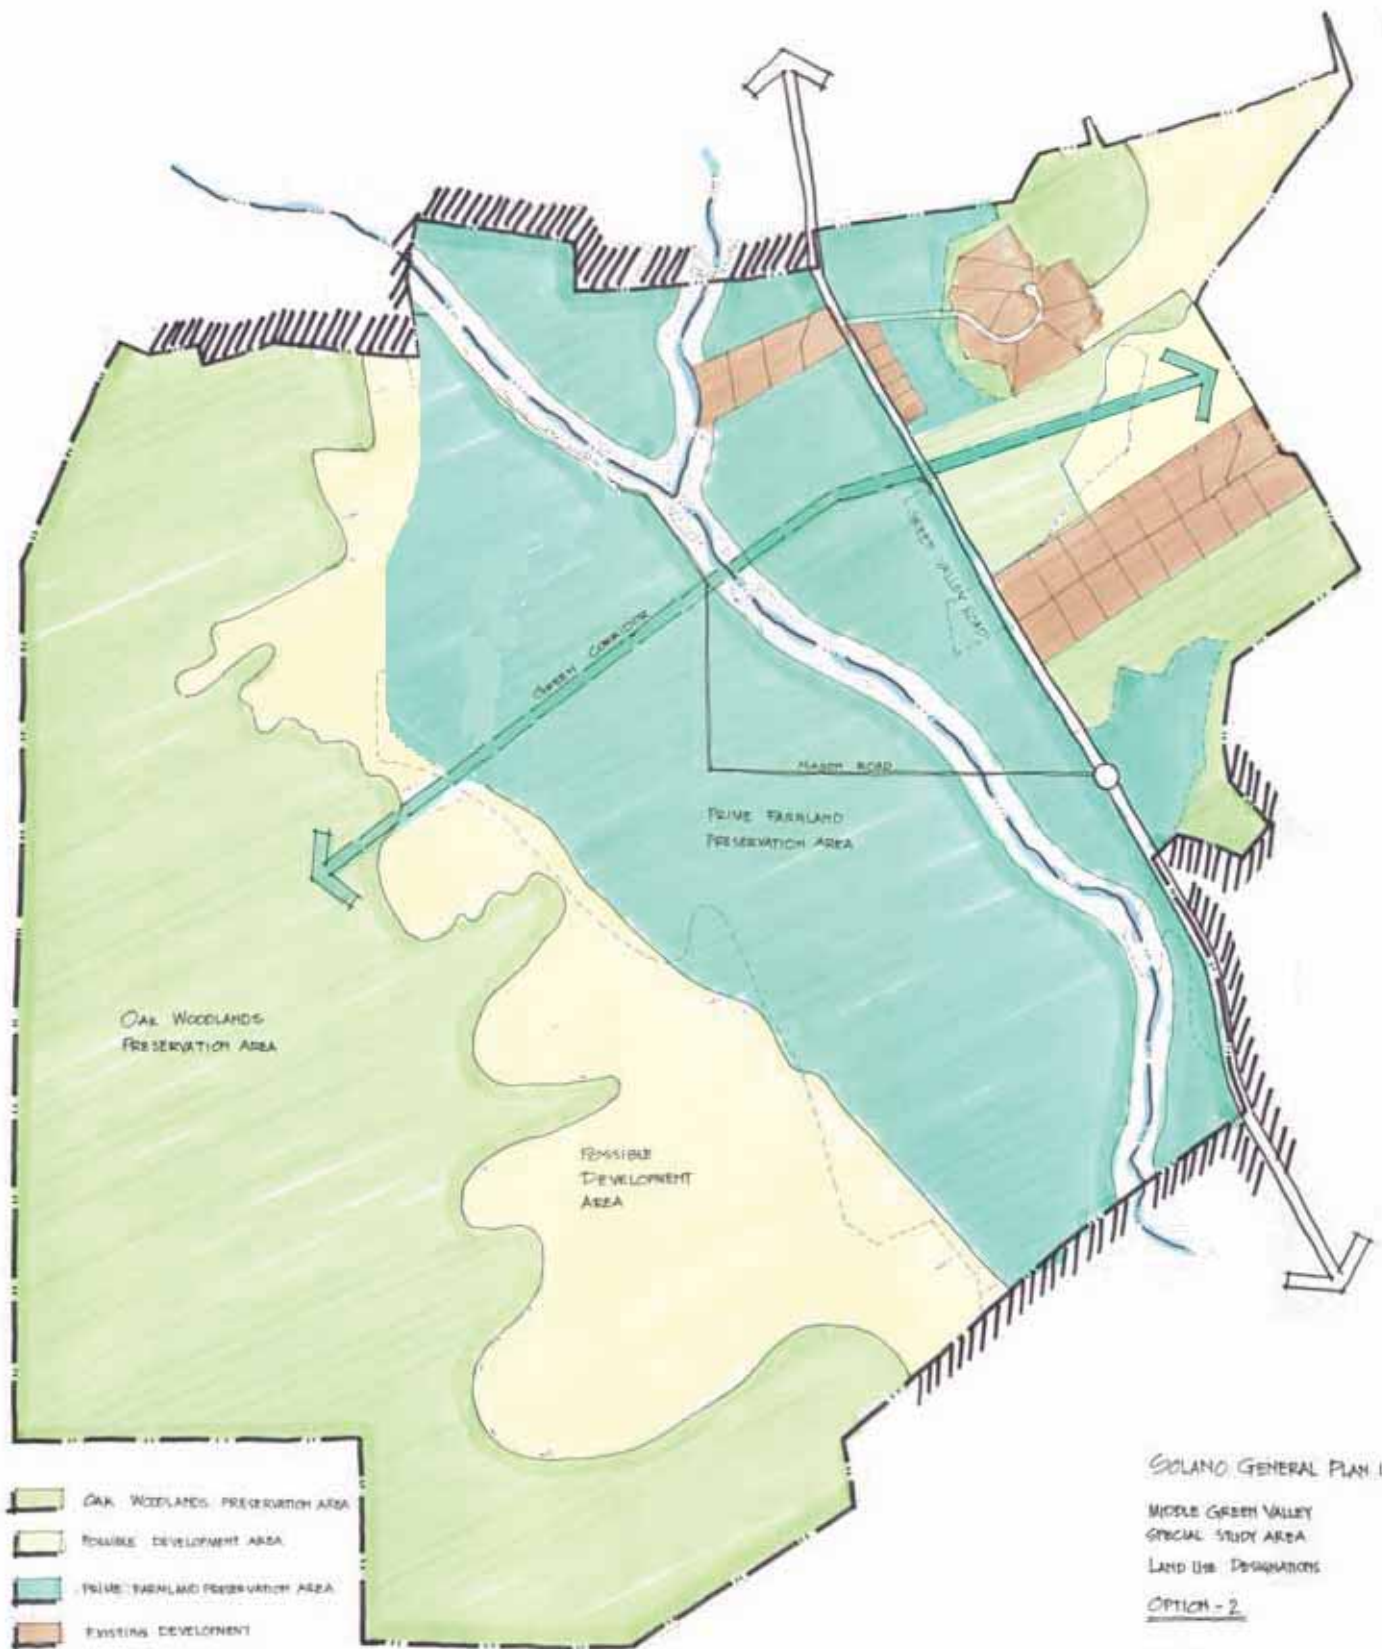 GREEN VALLEY ROAD
GREEN CORRIDOR
MASON ROAD
PRIME FARMLAND
PRESERVATION AREA
OAK WOODLANDS
PRESERVATION AREA
POSSIBLE
DEVELOPMENT
AREA
SOLANO GENERAL PLAN
MIDDLE GREEN VALLEY
SPECIAL STUDY AREA
LAND USE DESIGNATIONS
OPTION - 2
OAK WOODLANDS PRESERVATION AREA
POSSIBLE DEVELOPMENT AREA
PRIME FARMLAND PRESERVATION AREA
EXISTING DEVELOPMENT